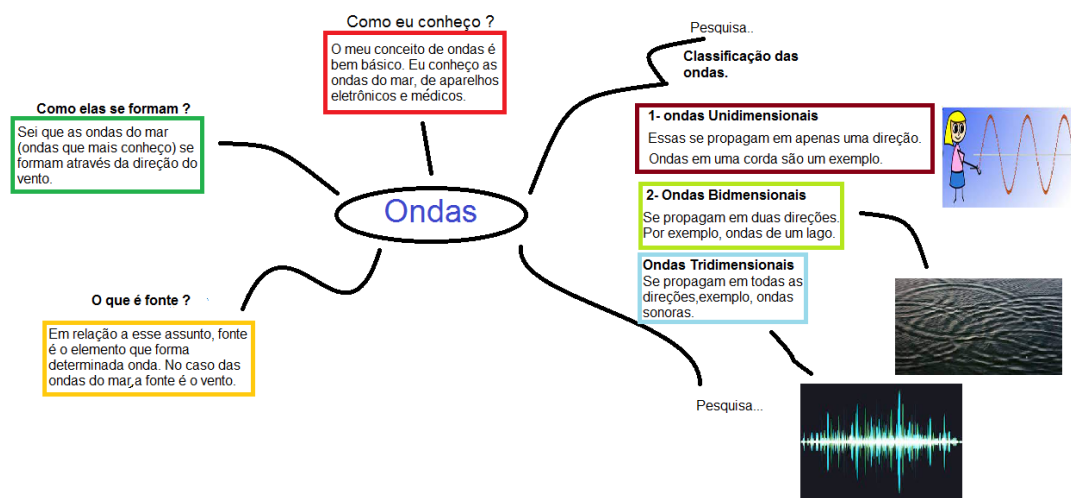 Como eu conheço ?
O meu conceito de ondas é
bem básico. Eu conheço as
ondas do mar, de aparelhos
eletrônicos e médicos.
Pesquisa..
Classificação das
ondas.
Como elas se formam ?
Sei que as ondas do mar
(ondas que mais conheço) se
formam através da direção do
vento.
Ondas
1- ondas Unidimensionais
Essas se propagam em apenas uma direção.
Ondas em uma corda são um exemplo.
2- Ondas Bidmensionais
Se propagam em duas direções.
Por exemplo, ondas de um lago.
Ondas Tridimensionais
Se propagam em todas as
direções,exemplo, ondas
sonoras.
O que é fonte ?
Em relação a esse assunto, fonte
é o elemento que forma
determinada onda. No caso das
ondas do mar,a fonte é o vento.
Pesquisa...